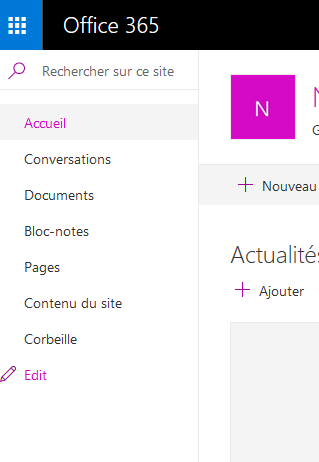 Office 365
Rechercher sur ce site
N
N
Accueil
G
Conversations
Nouveau
Documents
Bloc-notes
Actualités
Pages
Ajouter
Contenu du site
Corbeille
Edit